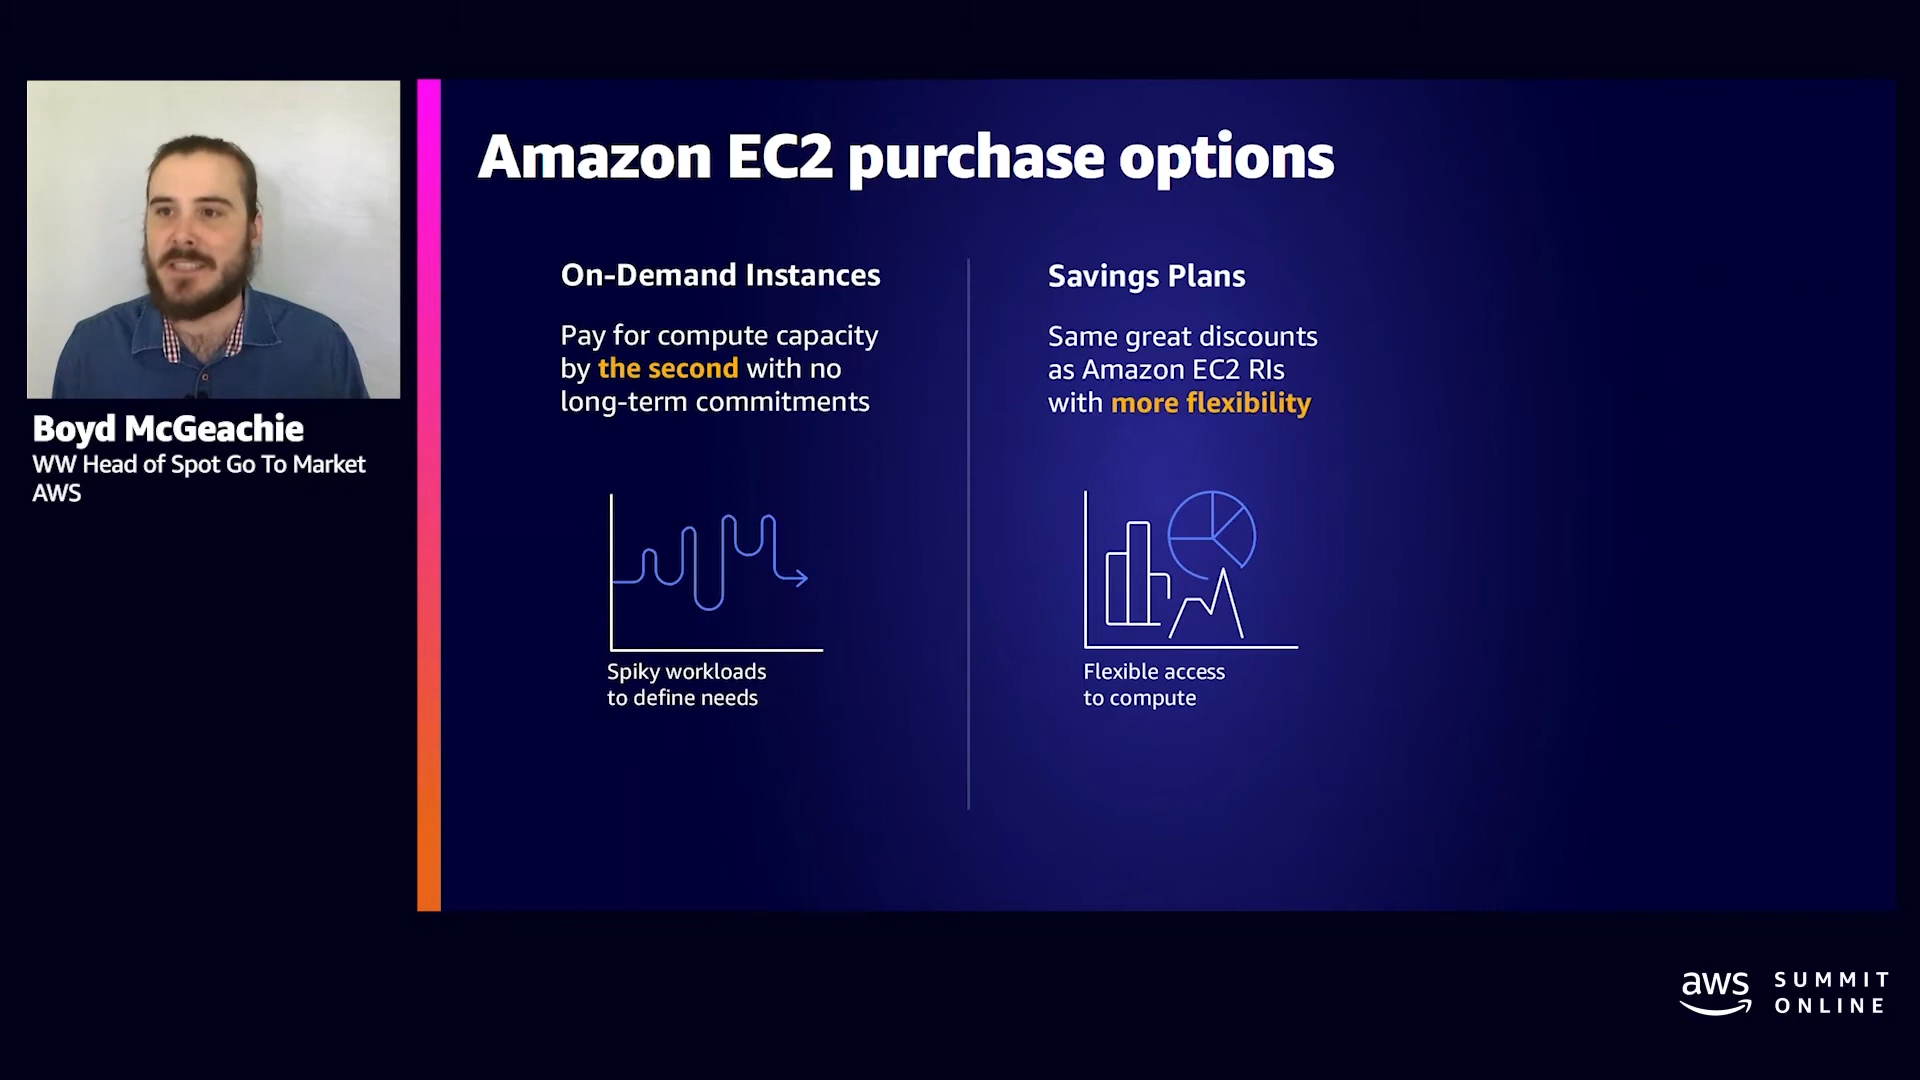 Amazon EC2 purchase options
On-Demand Instances
Pay for compute capacity
by the second with no
long-term commitments
Spiky workloads
to define needs
Savings Plans
Same great discounts
as Amazon EC2 RIs
with more flexibility
Flexible access
to compute
Boyd McGeachie
WW Head of Spot Go To Market
AWS
aws
SUMMIT
ONLINE